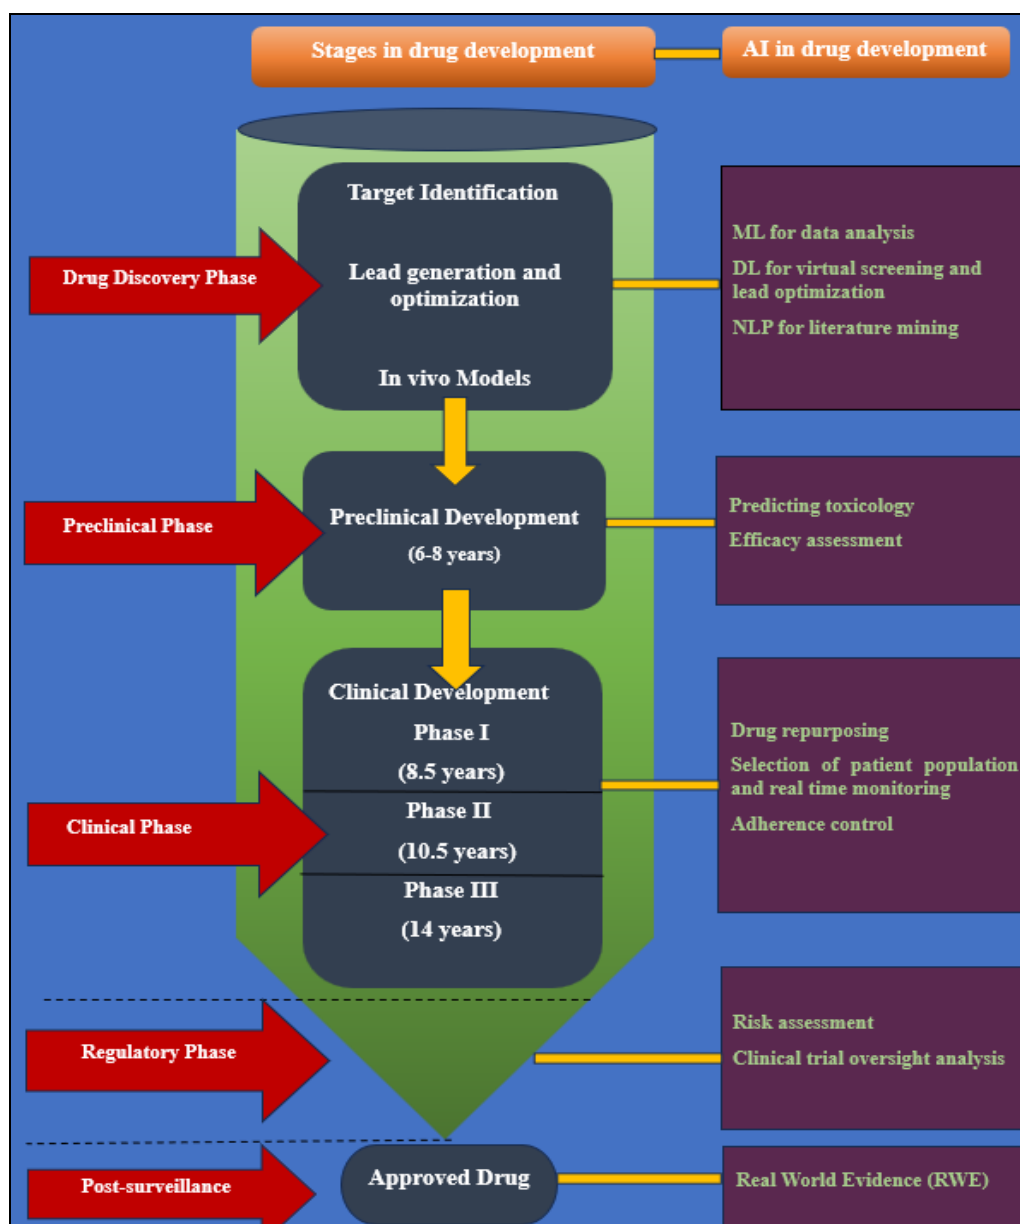 Stages in drug development
AI in drug development
Drug Discovery Phase
Target Identification
Lead generation and
optimization
In vivo Models
ML for data analysis
DL for virtual screening and
lead optimization
NLP for literature mining
Preclinical Phase
Preclinical Development
(6-8 years)
Predicting toxicology
Efficacy assessment
Clinical Phase
Clinical Development
Phase I
(8.5 years)
Phase II
(10.5 years)
Phase III
(14 years)
Drug repurposing
Selection of patient population
and real time monitoring
Adherence control
Regulatory Phase
Risk assessment
Clinical trial oversight analysis
Post-surveillance
Approved Drug
Real World Evidence (RWE)